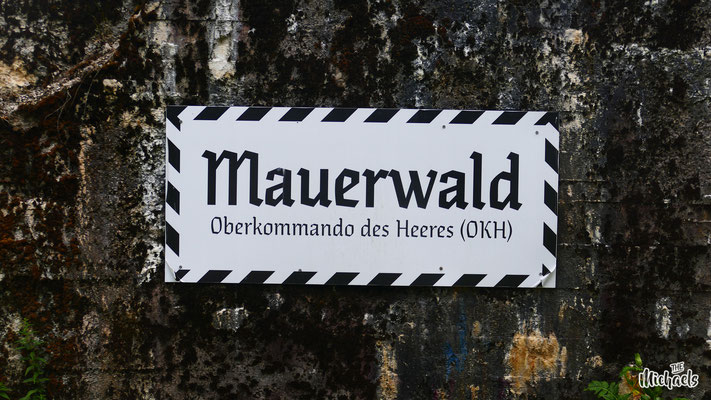 Mauerwald
Oberkommando des Heeres (OKH)
THE
Michaels